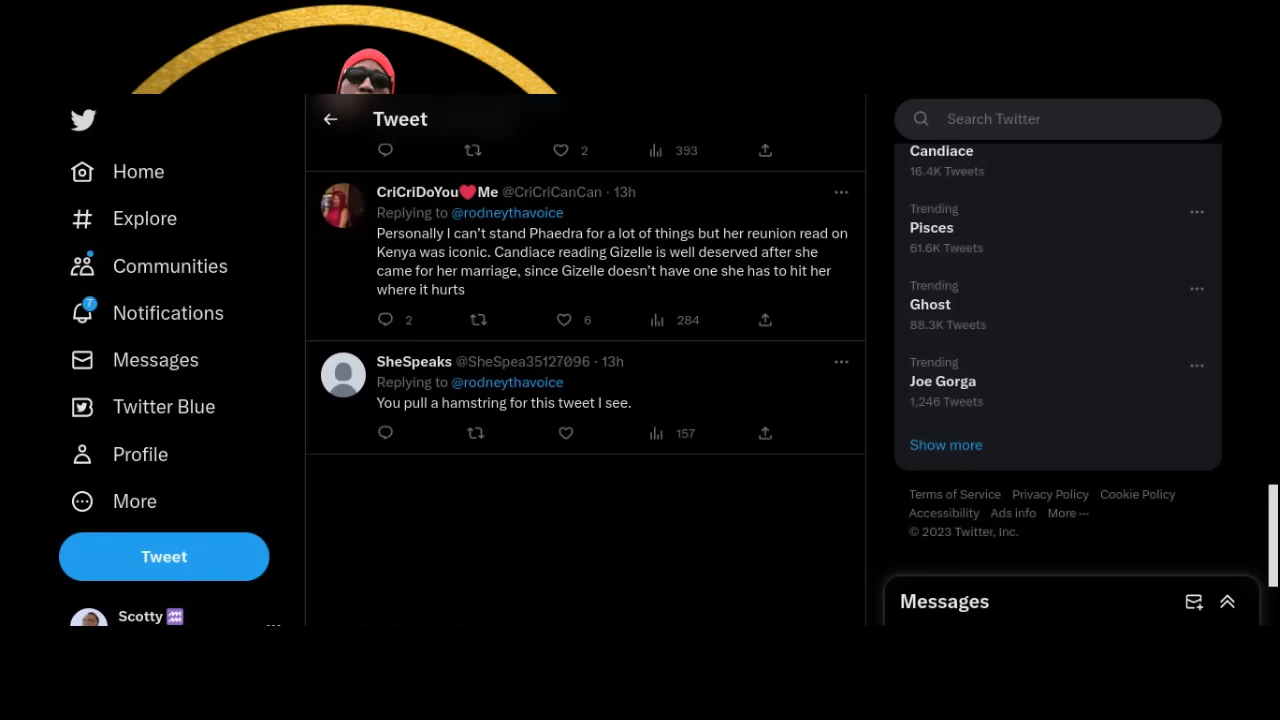 Home
Explore
Communities
7
Notifications
Messages
Twitter Blue
Profile
More
Tweet
Scotty ♒
Tweet
2
393
CriCriDoYou❤️Me @CriCriCanCan · 13h
Replying to @rodneythavoice
Personally I can’t stand Phaedra for a lot of things but her reunion read on
Kenya was iconic. Candiace reading Gizelle is well deserved after she
came for her marriage, since Gizelle doesn’t have one she has to hit her
where it hurts
2
6
284
SheSpeaks @SheSpea35127096 · 13h
Replying to @rodneythavoice
You pull a hamstring for this tweet I see.
157
Search Twitter
Candiace
16.4K Tweets
Trending
Pisces
61.6K Tweets
Trending
Ghost
88.3K Tweets
Trending
Joe Gorga
1,246 Tweets
Show more
Terms of Service Privacy Policy Cookie Policy
Accessibility Ads info More ···
© 2023 Twitter, Inc.
Messages